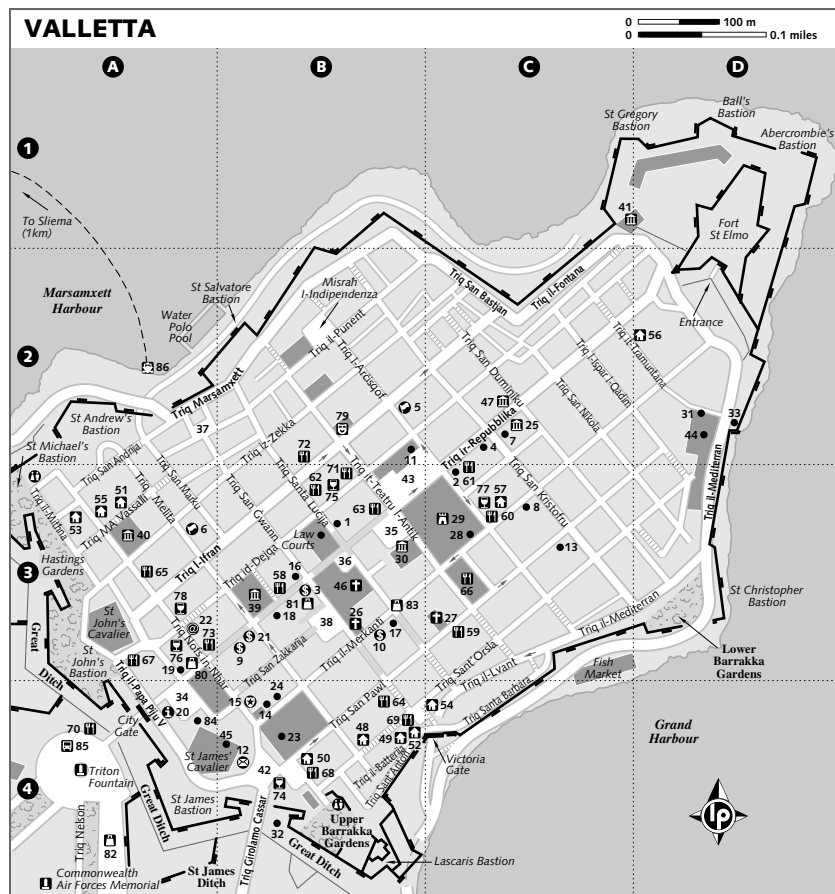 VALLETTA
0 100 m
0 0.1 miles
A
B
C
D
1
2
3
4
Ball's
Bastion
St Gregory
Bastion
Abercrombie's
Bastion
41
Fort
St Elmo
To Sliema
(1km)
Marsamxett
Harbour
St Salvatore
Bastion
Water
Polo
Pool
Misrah
l-Indipendenza
Triq San Bastjan
Triq il-Fontana
Entrance
86
Triq il-Punent
Triq l-Arcisqof
Triq Marsamxett
Triq San Duminku
Triq l-Ispar l-Qadim
Triq it-Tramuntana
56
Triq San Nikola
5
47
25
7
4
31
33
44
St Andrew's
Bastion
St Michael's
Bastion
37
79
72
Triq iz-Zekka
Triq ir-Repubblika
11
43
2
61
Triq San Andrija
Triq San Marku
Triq Melita
Triq il-Mithna
Triq MA Vassalli
55
51
53
40
6
Triq San Gwann
Triq Santa Lucija
62
71
75
63
Triq it-Teatru l-Antik
1
Law
Courts
35
30
29
28
77
57
60
8
Triq San Kristofru
13
Triq il-Mediterran
Hastings
Gardens
65
Triq l-Ifran
Triq id-Dejqa
16
58
3
36
46
39
81
18
26
38
83
17
10
66
27
59
St Christopher
Bastion
Triq il-Mediterran
Great
Ditch
St
John's
Cavalier
St
John's
Bastion
78
22
73
76
19
80
67
21
9
Triq Nofs in-Nhar
Triq San Zakkarija
Triq il-Merkanti
Triq Sant'Orsla
Triq il-Lvant
Triq Santa Barbara
Fish
Market
Lower
Barrakka
Gardens
Triq il-Papa Piju V
34
20
84
15
24
14
23
45
12
City
Gate
70
85
Triton
Fountain
St James'
Cavalier
Triq San Pawl
64
69
54
48
49
52
50
68
42
74
Triq il-Batterija
Triq Sant'Antnin
Victoria
Gate
Grand
Harbour
Great Ditch
St James
Bastion
Triq Nelson
82
St James
Ditch
Triq Girolamo Cassar
32
Great Ditch
Upper
Barrakka
Gardens
Lascaris Bastion
Commonwealth
Air Forces Memorial
lp